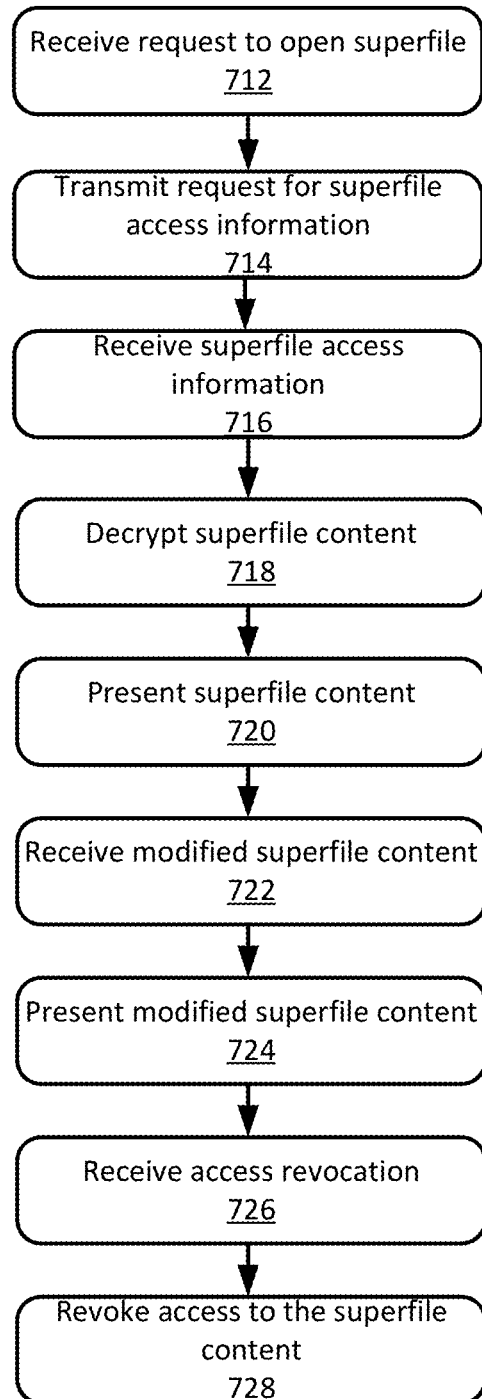 Receive request to open superfile
712
Transmit request for superfile
access information
714
Receive superfile access
information
716
Decrypt superfile content
718
Present superfile content
720
Receive modified superfile content
722
Present modified superfile content
724
Receive access revocation
726
Revoke access to the superfile
content
728